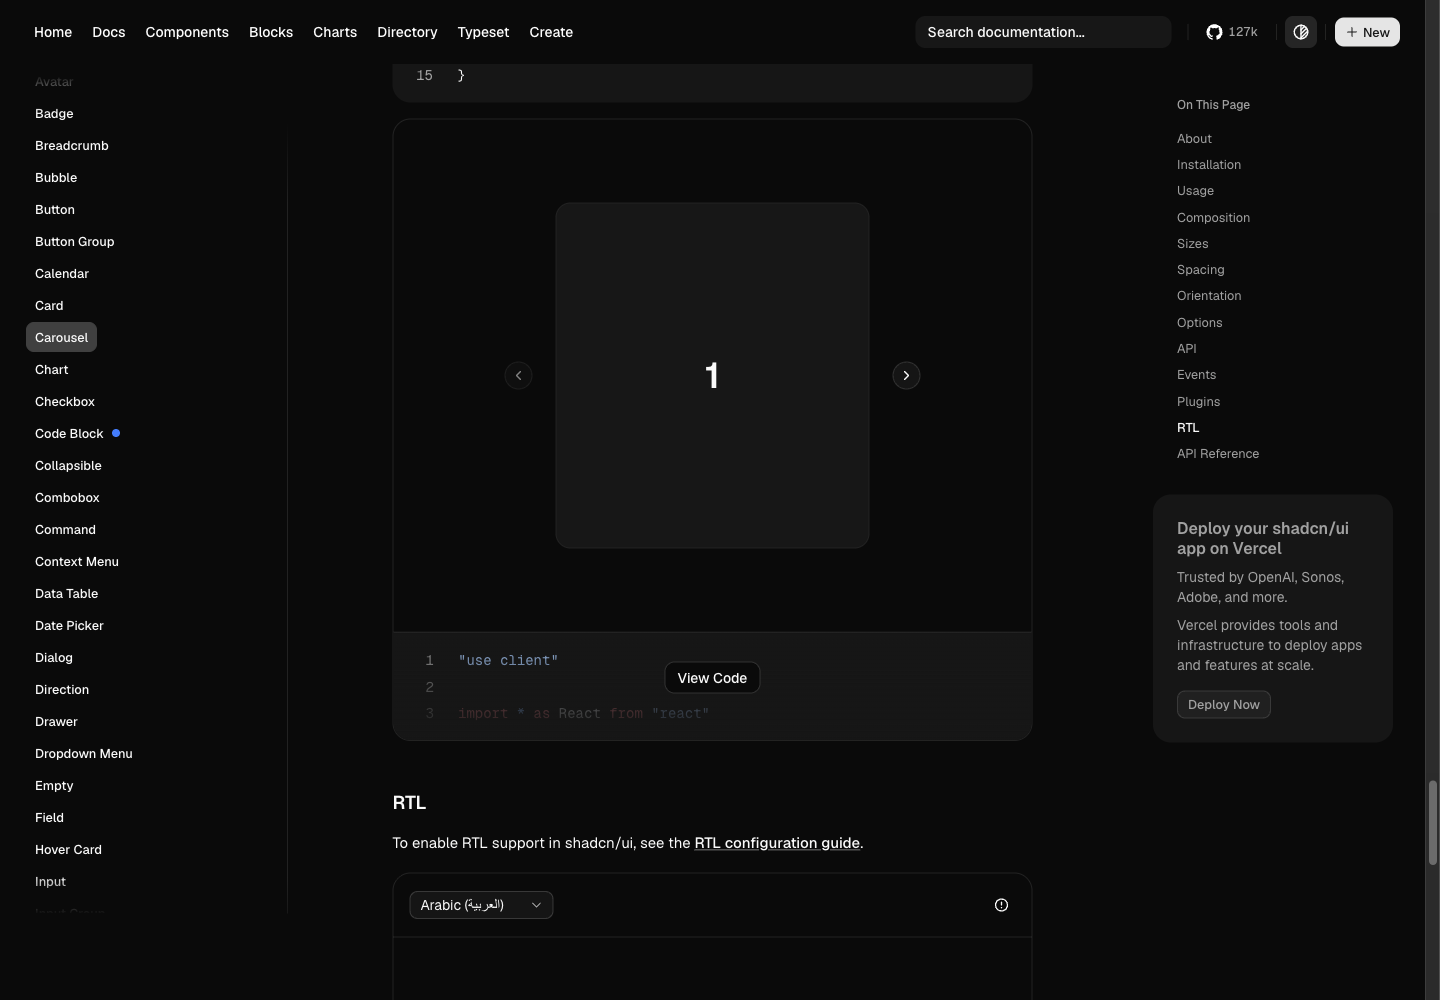 Home Docs Components Blocks Charts Directory Typeset Create Search documentation... 127k New
Avatar
Badge
Breadcrumb
Bubble
Button
Button Group
Calendar
Card
Carousel
Chart
Checkbox
Code Block
Collapsible
Combobox
Command
Context Menu
Data Table
Date Picker
Dialog
Direction
Drawer
Dropdown Menu
Empty
Field
Hover Card
Input
Input Group
15 }
1
1 "use client"
2
3 import * as React from "react"
View Code
RTL
To enable RTL support in shadcn/ui, see the RTL configuration guide.
Arabic (العربية)
On This Page
About
Installation
Usage
Composition
Sizes
Spacing
Orientation
Options
API
Events
Plugins
RTL
API Reference
Deploy your shadcn/ui
app on Vercel
Trusted by OpenAI, Sonos,
Adobe, and more.
Vercel provides tools and
infrastructure to deploy apps
and features at scale.
Deploy Now